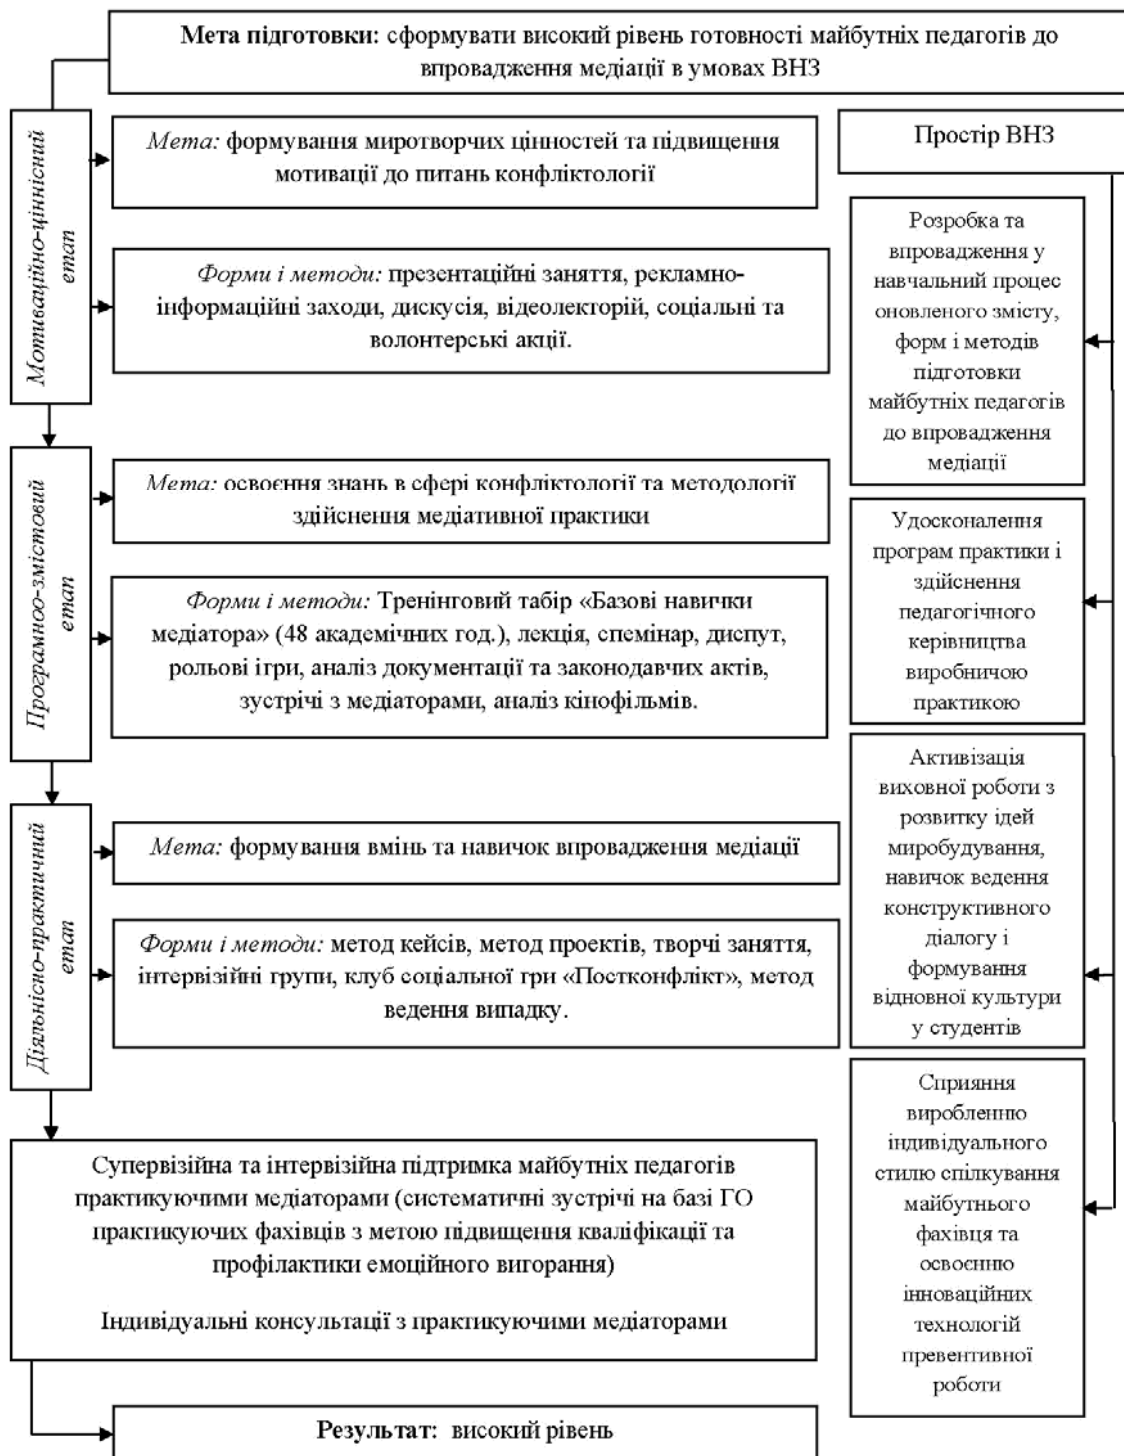 Мета підготовки: сформувати високий рівень готовності майбутніх педагогів до
впровадження медіації в умовах ВНЗ
Мотиваційно-ціннісний
етап
Мета: формування миротворчих цінностей та підвищення
мотивації до питань конфліктології
Форми і методи: презентаційні заняття, рекламно-
інформаційні заходи, дискусія, відеолекторій, соціальні та
волонтерські акції.
Програмноо-змістовий
етап
Мета: освоєння знань в сфері конфліктології та методології
здійснення медіативної практики
Форми і методи: Тренінговий табір «Базові навички
медіатора» (48 академічних год.), лекція, спемінар, диспут,
рольові ігри, аналіз документації та законодавчих актів,
зустрічі з медіаторами, аналіз кінофільмів.
Діяльнісно-практичний
етап
Мета: формування вмінь та навичок впровадження медіації
Форми і методи: метод кейсів, метод проектів, творчі заняття,
інтервізійні групи, клуб соціальної гри «Постконфлікт», метод
ведення випадку.
Супервізійна та інтервізійна підтримка майбутніх педагогів
практикуючими медіаторами (систематичні зустрічі на базі ГО
практикуючих фахівців з метою підвищення кваліфікації та
профілактики емоційного вигорання)
Індивідуальні консультації з практикуючими медіаторами
Результат: високий рівень
Простір ВНЗ
Розробка та
впровадження у
навчальний процес
оновленого змісту,
форм і методів
підготовки
майбутніх педагогів
до впровадження
медіації
Удосконалення
програм практики і
здійснення
педагогічного
керівництва
виробничою
практикою
Активізація
виховної роботи з
розвитку ідей
миробудування,
навичок ведення
конструктивного
діалогу і
формування
відновної культури
у студентів
Сприяння
виробленню
індивідуального
стилю спілкування
майбутнього
фахівця та
освоєнню
інноваційних
технологій
превентивної
роботи